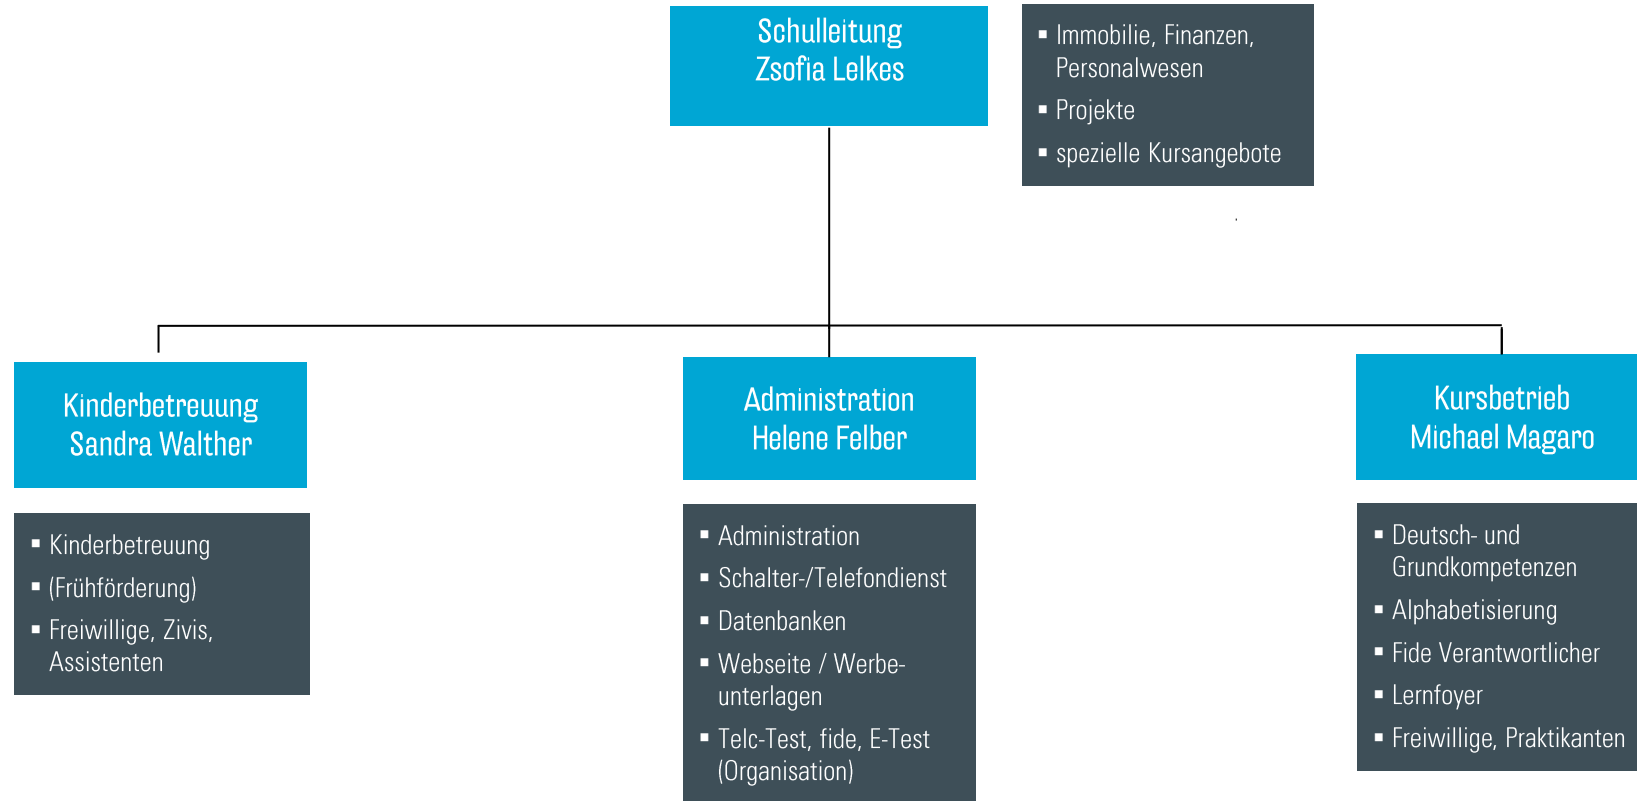 Schulleitung
Zsofia Lelkes
▪ Immobilie, Finanzen,
Personalwesen
▪ Projekte
▪ spezielle Kursangebote
Kinderbetreuung
Sandra Walther
▪ Kinderbetreuung
▪ (Frühförderung)
▪ Freiwillige, Zivis,
Assistenten
Administration
Helene Felber
▪ Administration
▪ Schalter-/Telefondienst
▪ Datenbanken
▪ Webseite / Werbe-
unterlagen
▪ Telc-Test, fide, E-Test
(Organisation)
Kursbetrieb
Michael Magaro
▪ Deutsch- und
Grundkompetenzen
▪ Alphabetisierung
▪ Fide Verantwortlicher
▪ Lernfoyer
▪ Freiwillige, Praktikanten